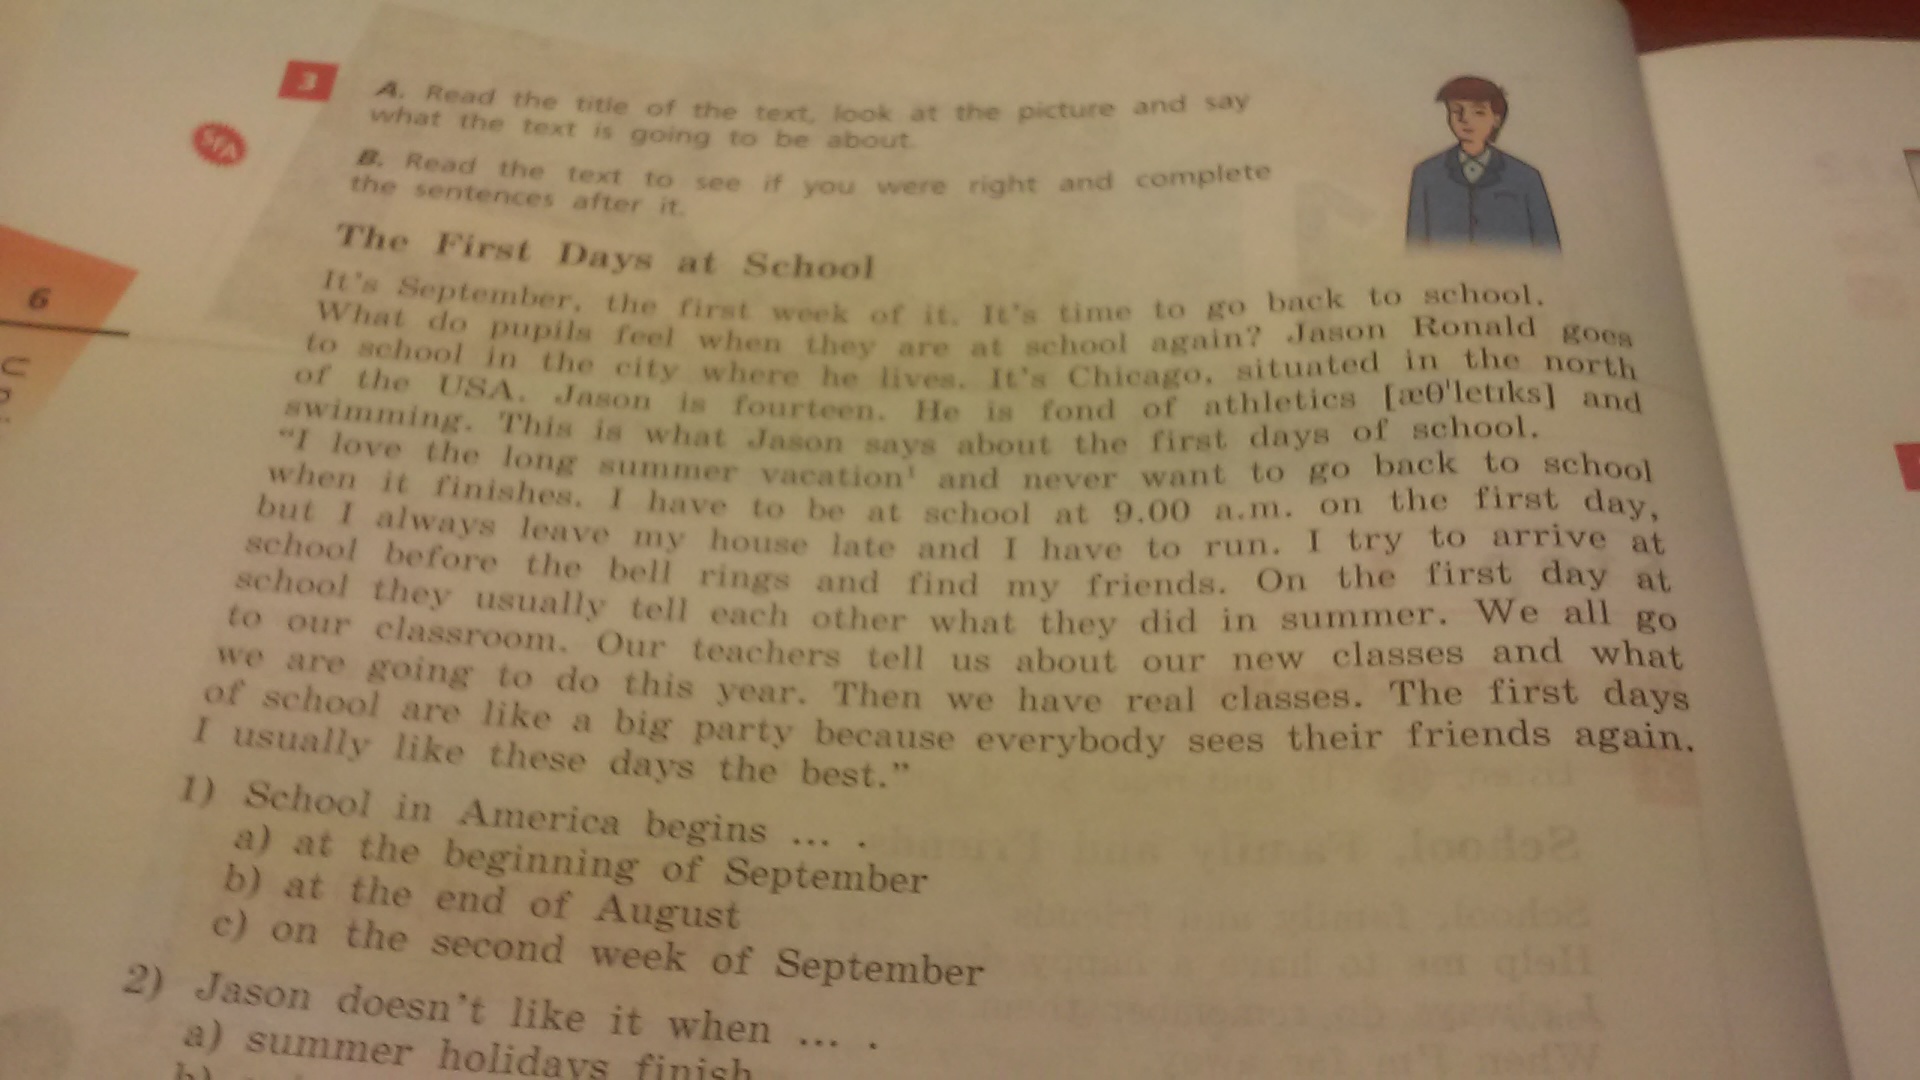 3
A. Read the title of the text, look at the picture and say
what the text is going to be about.
B. Read the text to see if you were right and complete
the sentences after it.
The First Days at School
It's September, the first week of it. It's time to go back to school.
What do pupils feel when they are at school again? Jason Ronald goes
to school in the city where he lives. It's Chicago, situated in the north
of the USA. Jason is fourteen. He is fond of athletics [æθ'letɪks] and
swimming. This is what Jason says about the first days of school.
"I love the long summer vacation¹ and never want to go back to school
when it finishes. I have to be at school at 9.00 a.m. on the first day,
but I always leave my house late and I have to run. I try to arrive at
school before the bell rings and find my friends. On the first day at
school they usually tell each other what they did in summer. We all go
to our classroom. Our teachers tell us about our new classes and what
we are going to do this year. Then we have real classes. The first days
of school are like a big party because everybody sees their friends again.
I usually like these days the best."
1) School in America begins ... .
a) at the beginning of September
b) at the end of August
c) on the second week of September
2) Jason doesn't like it when ... .
a) summer holidays finish
b)
6